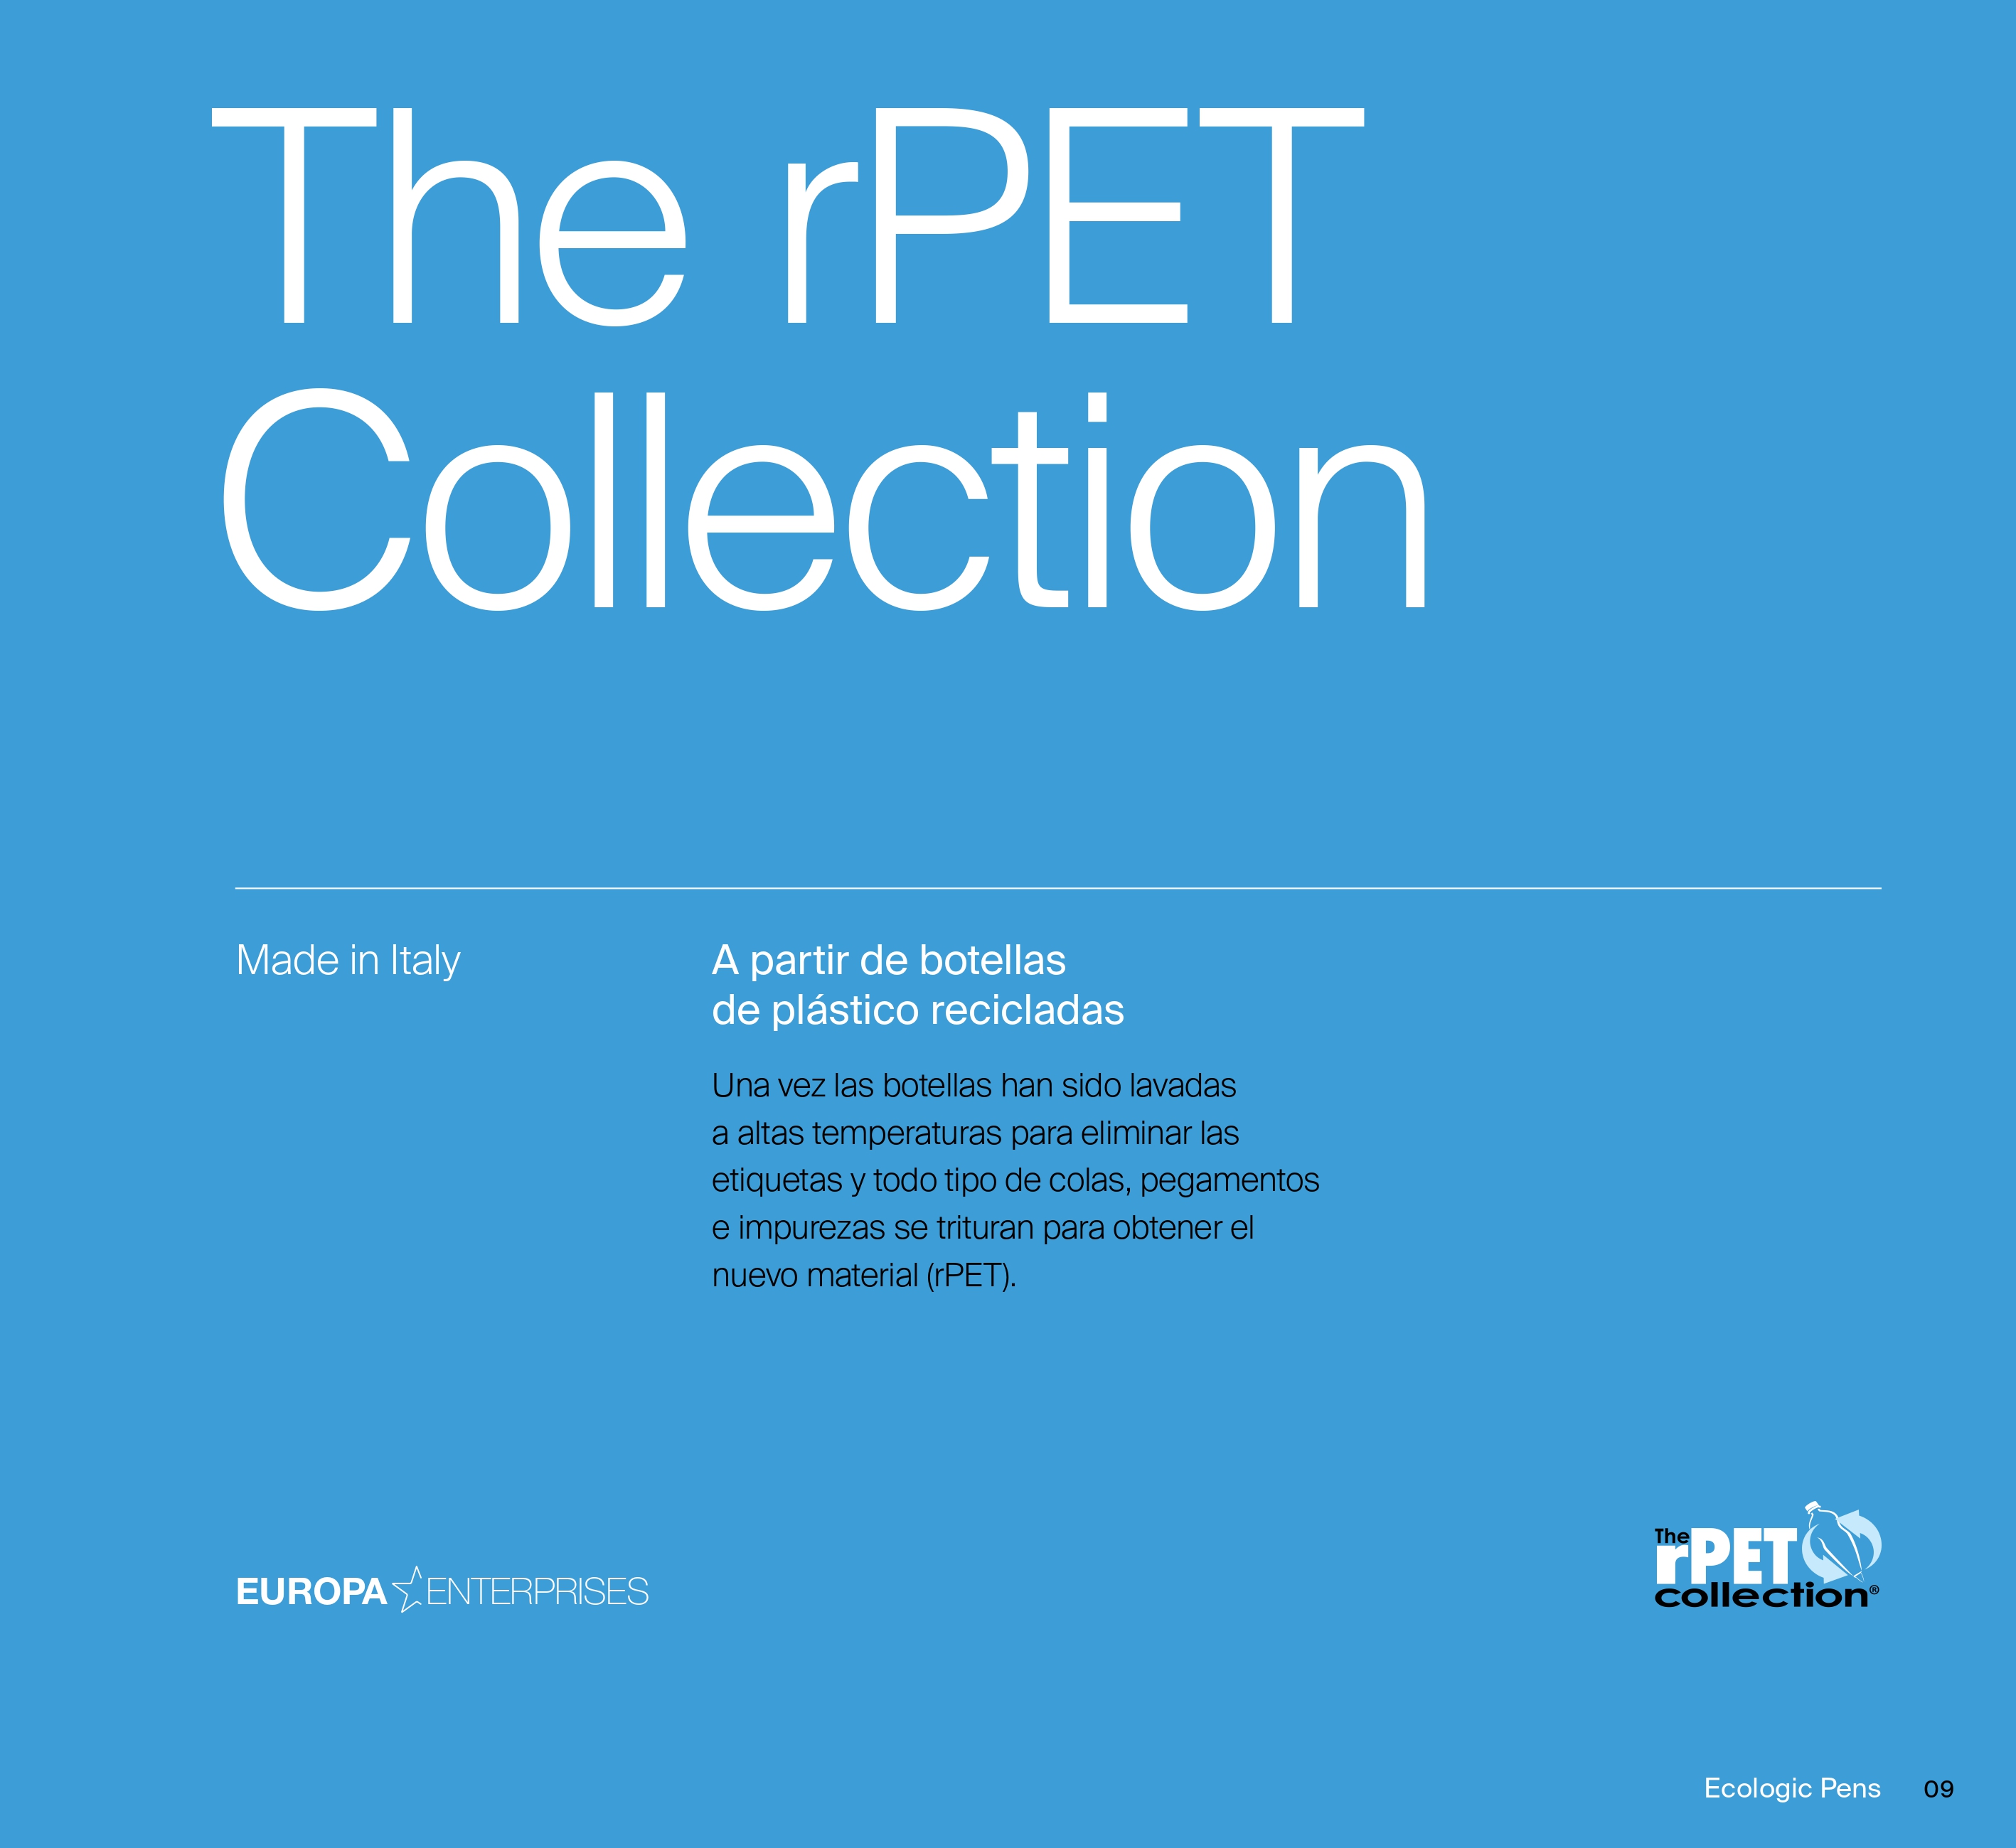 The rPET
Collection
Made in Italy
A partir de botellas
de plástico recicladas
Una vez las botellas han sido lavadas
a altas temperaturas para eliminar las
etiquetas y todo tipo de colas, pegamentos
e impurezas se trituran para obtener el
nuevo material (rPET).
EUROPA ENTERPRISES
The
rPET
collection®
Ecologic Pens 09